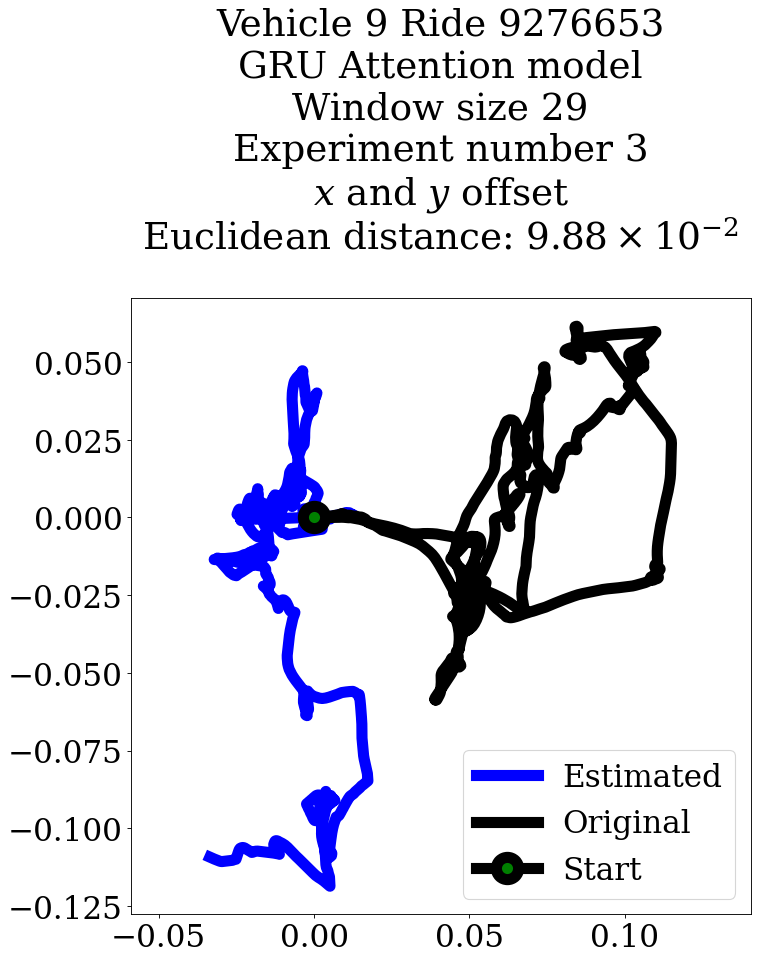 Vehicle 9 Ride 9276653
GRU Attention model
Window size 29
Experiment number 3
x and y offset
Euclidean distance: 9.88 × 10⁻²
0.050
0.025
0.000
−0.025
−0.050
−0.075
−0.100
−0.125
Estimated
Original
Start
−0.05
0.00
0.05
0.10